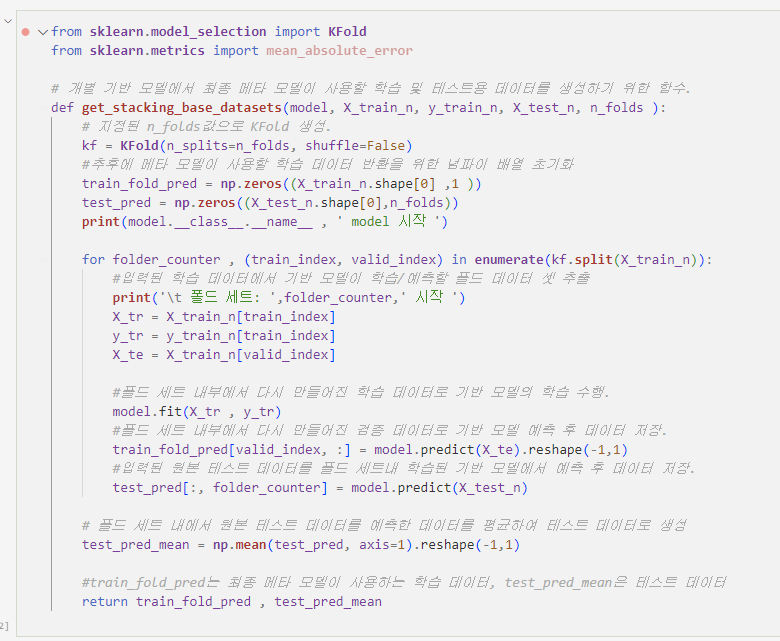 from sklearn.model_selection import KFold
from sklearn.metrics import mean_absolute_error
# 개별 기반 모델에서 최종 메타 모델이 사용할 학습 및 테스트용 데이터를 생성하기 위한 함수.
def get_stacking_base_datasets(model, X_train_n, y_train_n, X_test_n, n_folds ):
# 지정된 n_folds값으로 KFold 생성.
kf = KFold(n_splits=n_folds, shuffle=False)
#추후에 메타 모델이 사용할 학습 데이터 반환을 위한 넘파이 배열 초기화
train_fold_pred = np.zeros((X_train_n.shape[0] ,1 ))
test_pred = np.zeros((X_test_n.shape[0],n_folds))
print(model.__class__.__name__ , ' model 시작 ')
for folder_counter , (train_index, valid_index) in enumerate(kf.split(X_train_n)):
#입력된 학습 데이터에서 기반 모델이 학습/예측할 폴드 데이터 셋 추출
print('\t 폴드 세트: ',folder_counter,' 시작 ')
X_tr = X_train_n[train_index]
y_tr = y_train_n[train_index]
X_te = X_train_n[valid_index]
#폴드 세트 내부에서 다시 만들어진 학습 데이터로 기반 모델의 학습 수행.
model.fit(X_tr , y_tr)
#폴드 세트 내부에서 다시 만들어진 검증 데이터로 기반 모델 예측 후 데이터 저장.
train_fold_pred[valid_index, :] = model.predict(X_te).reshape(-1,1)
#입력된 원본 테스트 데이터를 폴드 세트내 학습된 기반 모델에서 예측 후 데이터 저장.
test_pred[:, folder_counter] = model.predict(X_test_n)
# 폴드 세트 내에서 원본 테스트 데이터를 예측한 데이터를 평균하여 테스트 데이터로 생성
test_pred_mean = np.mean(test_pred, axis=1).reshape(-1,1)
#train_fold_pred는 최종 메타 모델이 사용하는 학습 데이터, test_pred_mean은 테스트 데이터
return train_fold_pred , test_pred_mean
2]